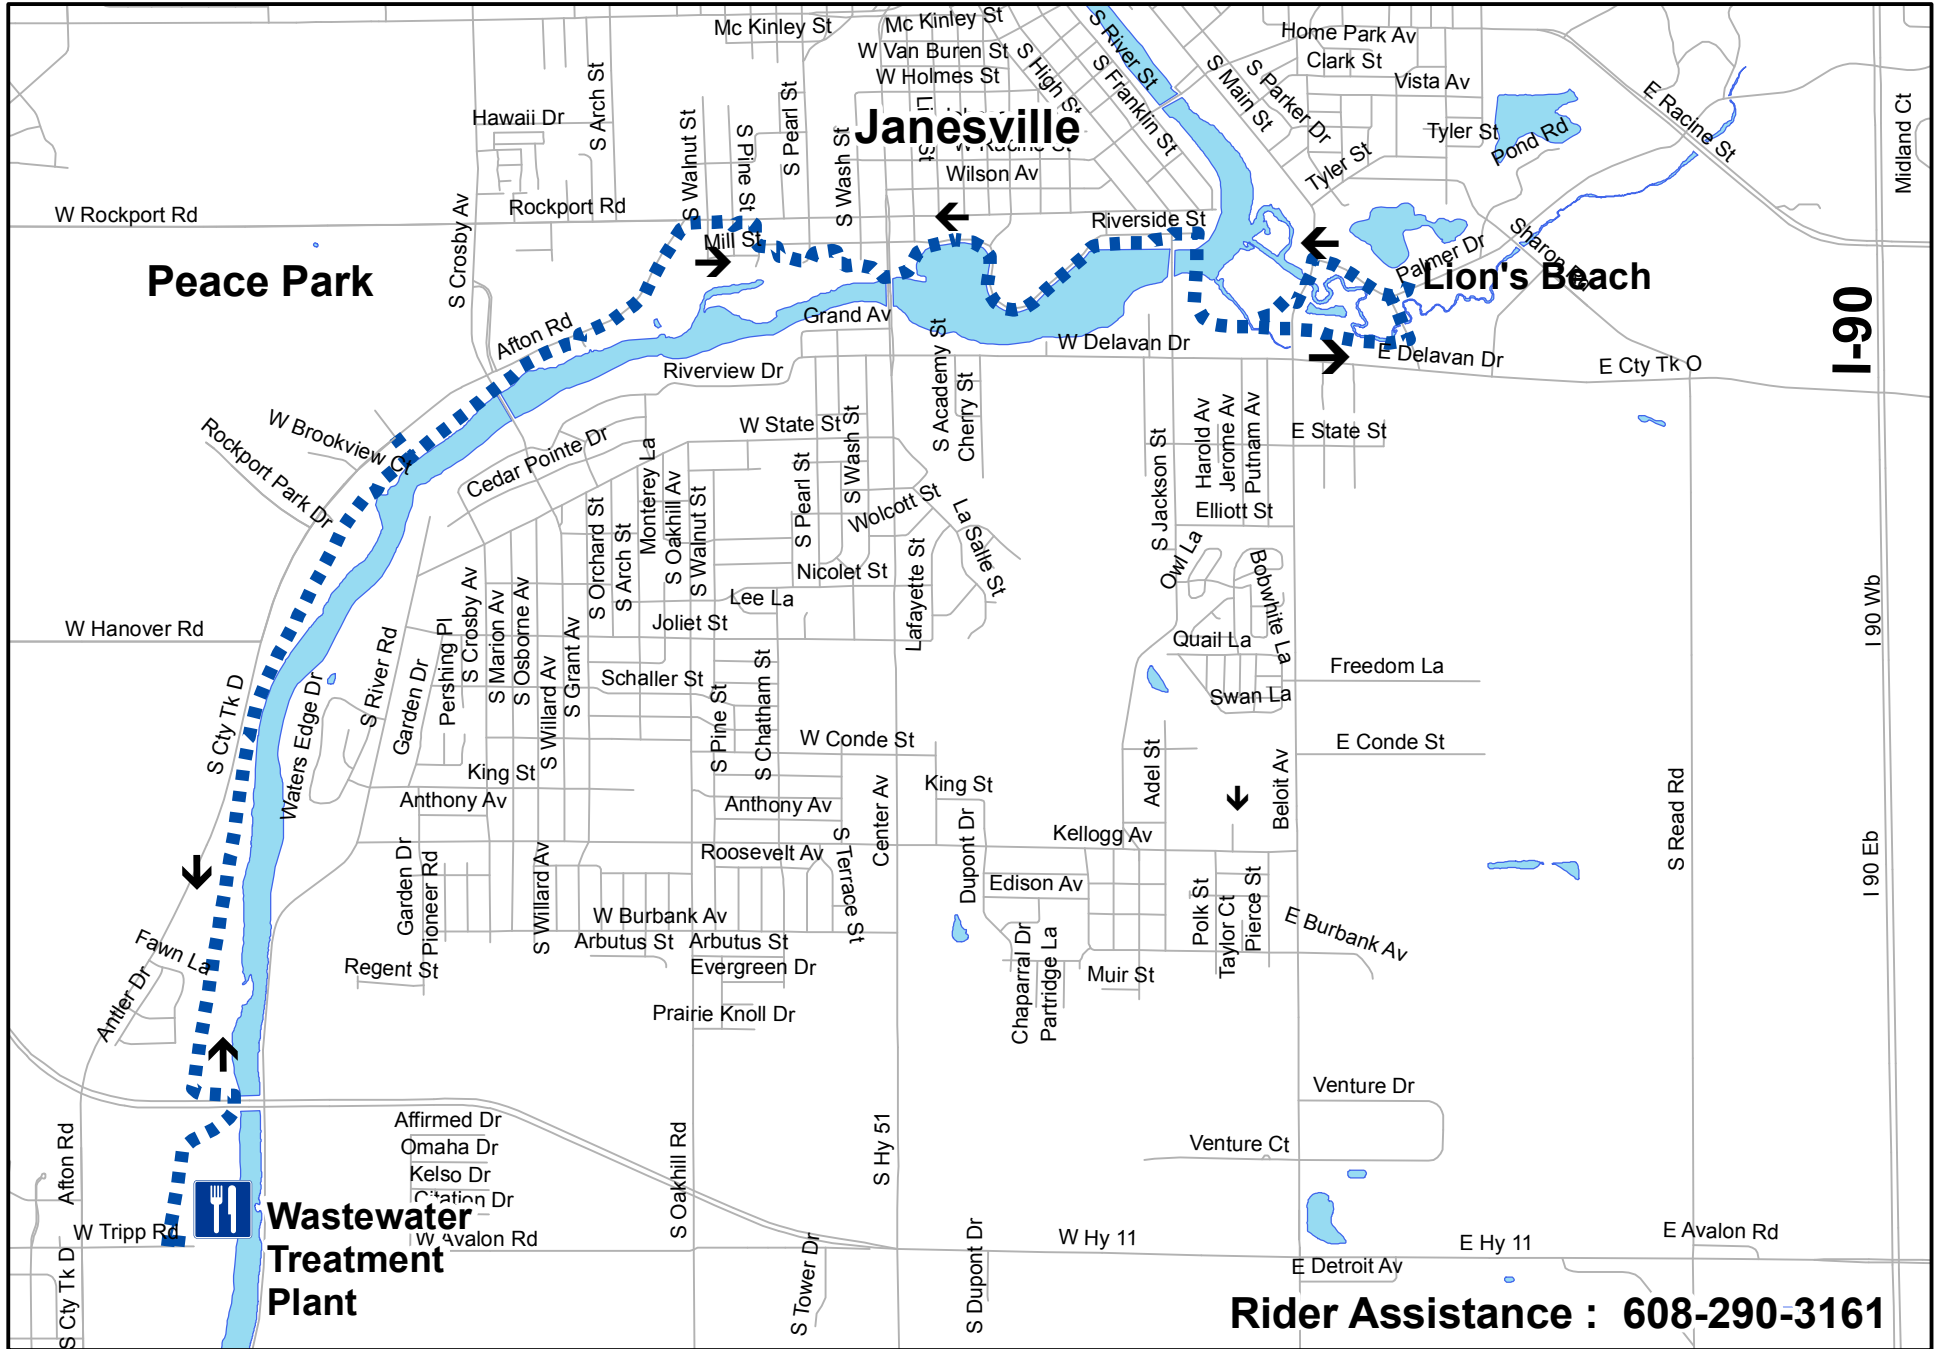 Mc Kinley St
Mc Kinley St
W Van Buren St
W Holmes St
S High St
S River St
S Franklin St
S Main St
S Parker Dr
Home Park Av
Clark St
Vista Av
Tyler St
Pond Rd
Tyler St
E Racine St
Midland Ct
Hawaii Dr
S Arch St
S Walnut St
S Pine St
S Pearl St
S Wash St
Janesville
Wilson Av
W Rockport Rd
Rockport Rd
S Crosby Av
Mill St
Riverside St
Palmer Dr
Sharon
Peace Park
Lion's Beach
I-90
Afton Rd
Grand Av
W Delavan Dr
E Delavan Dr
E Cty Tk O
Riverview Dr
S Academy St
Cherry St
W Brookview Ct
Rockport Park Dr
Cedar Pointe Dr
W State St
S Wash St
S Pearl St
Wolcott St
La Salle St
Monterey La
S Oakhill Av
S Walnut St
S Orchard St
S Arch St
Harold Av
Jerome Av
Putnam Av
E State St
S Jackson St
Elliott St
Owl La
Bobwhite La
Nicolet St
Lee La
Joliet St
Lafayette St
W Hanover Rd
S River Rd
Garden Dr
Pershing Pl
S Crosby Av
S Marion Av
S Osborne Av
S Willard Av
S Grant Av
Schaller St
S Pine St
S Chatham St
Quail La
Swan La
Freedom La
I 90 Wb
S Cty Tk D
Waters Edge Dr
W Conde St
E Conde St
King St
Anthony Av
Anthony Av
King St
Center Av
Dupont Dr
Adel St
Beloit Av
S Read Rd
Kellogg Av
I 90 Eb
Garden Dr
Pioneer Rd
S Willard Av
Roosevelt Av
S Terrace St
Edison Av
Polk St
Taylor Ct
Pierce St
E Burbank Av
W Burbank Av
Arbutus St
Arbutus St
Evergreen Dr
Regent St
Fawn La
Antler Dr
Prairie Knoll Dr
Chaparral Dr
Partridge La
Muir St
Venture Dr
Venture Ct
Affirmed Dr
Omaha Dr
Kelso Dr
Citation Dr
W Avalon Rd
Afton Rd
S Oakhill Rd
S Hy 51
W Tripp Rd
S Cty Tk D
Wastewater
Treatment
Plant
S Tower Dr
S Dupont Dr
W Hy 11
E Hy 11
E Avalon Rd
E Detroit Av
Rider Assistance : 608-290-3161